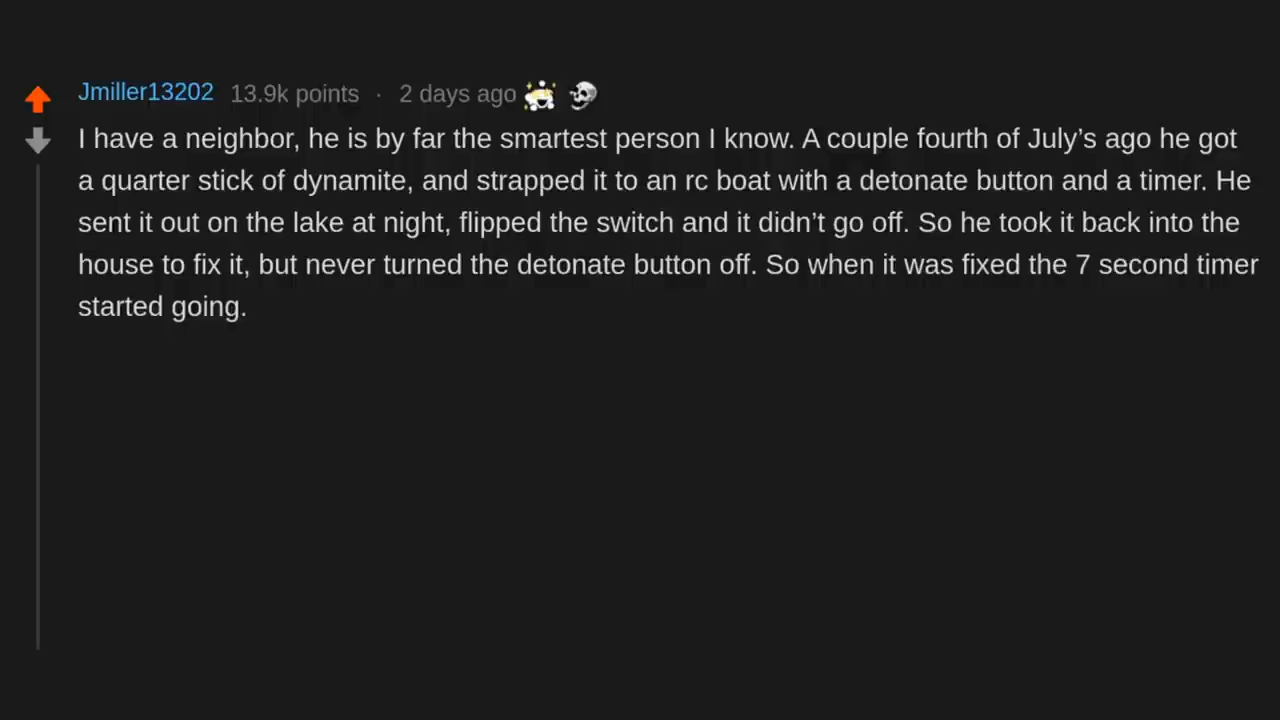 Jmiller13202 13.9k points · 2 days ago
I have a neighbor, he is by far the smartest person I know. A couple fourth of July’s ago he got
a quarter stick of dynamite, and strapped it to an rc boat with a detonate button and a timer. He
sent it out on the lake at night, flipped the switch and it didn’t go off. So he took it back into the
house to fix it, but never turned the detonate button off. So when it was fixed the 7 second timer
started going.